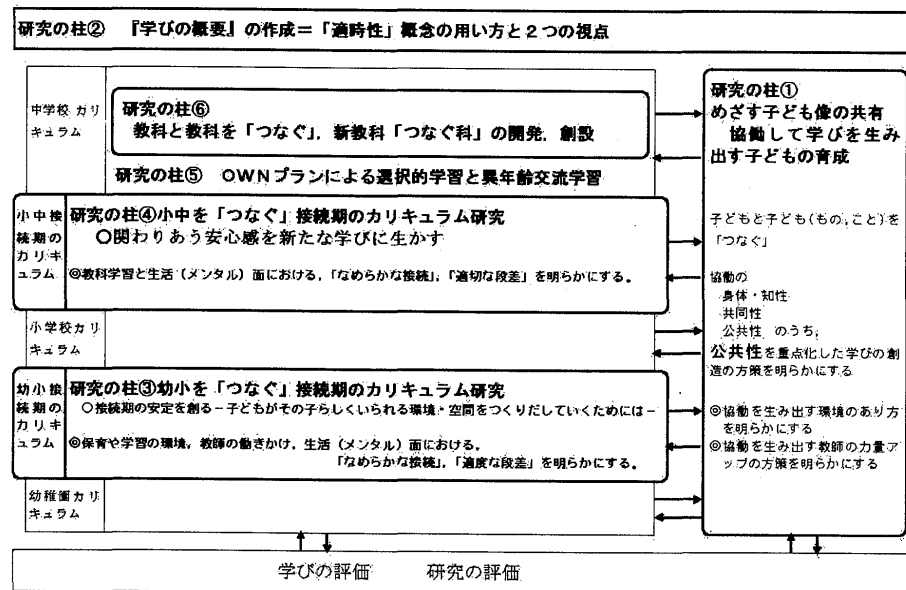 研究の柱② 『学びの概要』の作成＝「適時性」概念の用い方と２つの視点
中学校カリ
キュラム
研究の柱⑥
教科と教科を「つなぐ」，新教科「つなぐ科」の開発，創設
研究の柱⑤ ＯＷＮプランによる選択的学習と異年齢交流学習
小中接
続期の
カリキ
ュラム
研究の柱④小中を「つなぐ」接続期のカリキュラム研究
○関わりあう安心感を新たな学びに生かす
◎教科学習と生活（メンタル）面における，「なめらかな接続」，「適切な段差」を明らかにする。
小学校カリ
キュラム
幼小接
続期の
カリキ
ュラム
研究の柱③幼小を「つなぐ」接続期のカリキュラム研究
○接続期の安定を創る－子どもがその子らしくいられる環境・空間をつくりだしていくためには－
◎保育や学習の環境，教師の働きかけ，生活（メンタル）面における，
「なめらかな接続」，「適度な段差」を明らかにする。
幼稚園カリ
キュラム
研究の柱①
めざす子ども像の共有
協働して学びを生み
出す子どもの育成
子どもと子ども（もの，こと）を
「つなぐ」
協働の
身体・知性
共同性
公共性 のうち，
公共性を重点化した学びの創
造の方策を明らかにする
◎協働を生み出す環境のあり方
を明らかにする
◎協働を生み出す教師の力量ア
ップの方策を明らかにする
学びの評価 研究の評価